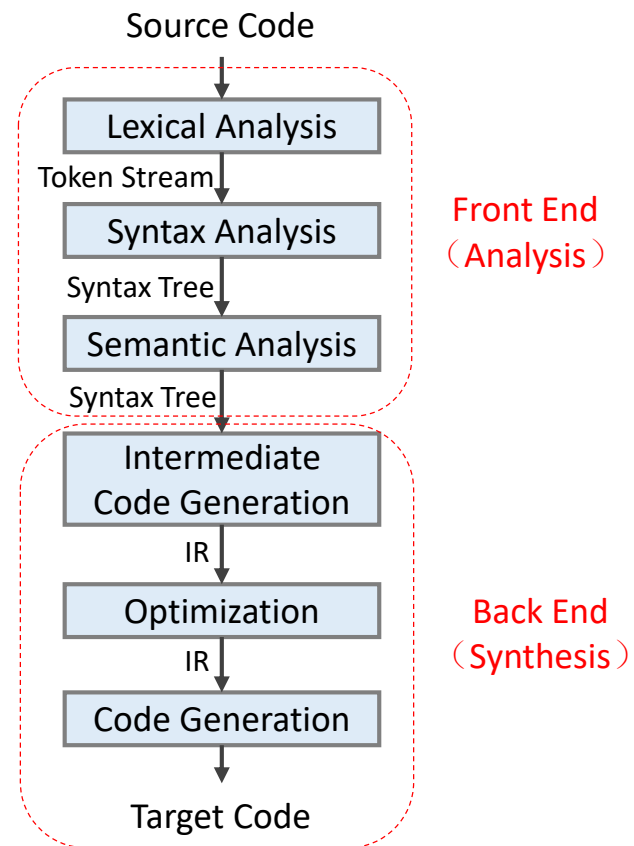 Source Code
Lexical Analysis
Token Stream
Syntax Analysis
Front End
（Analysis）
Syntax Tree
Semantic Analysis
Syntax Tree
Intermediate
Code Generation
IR
Optimization
Back End
（Synthesis）
IR
Code Generation
Target Code